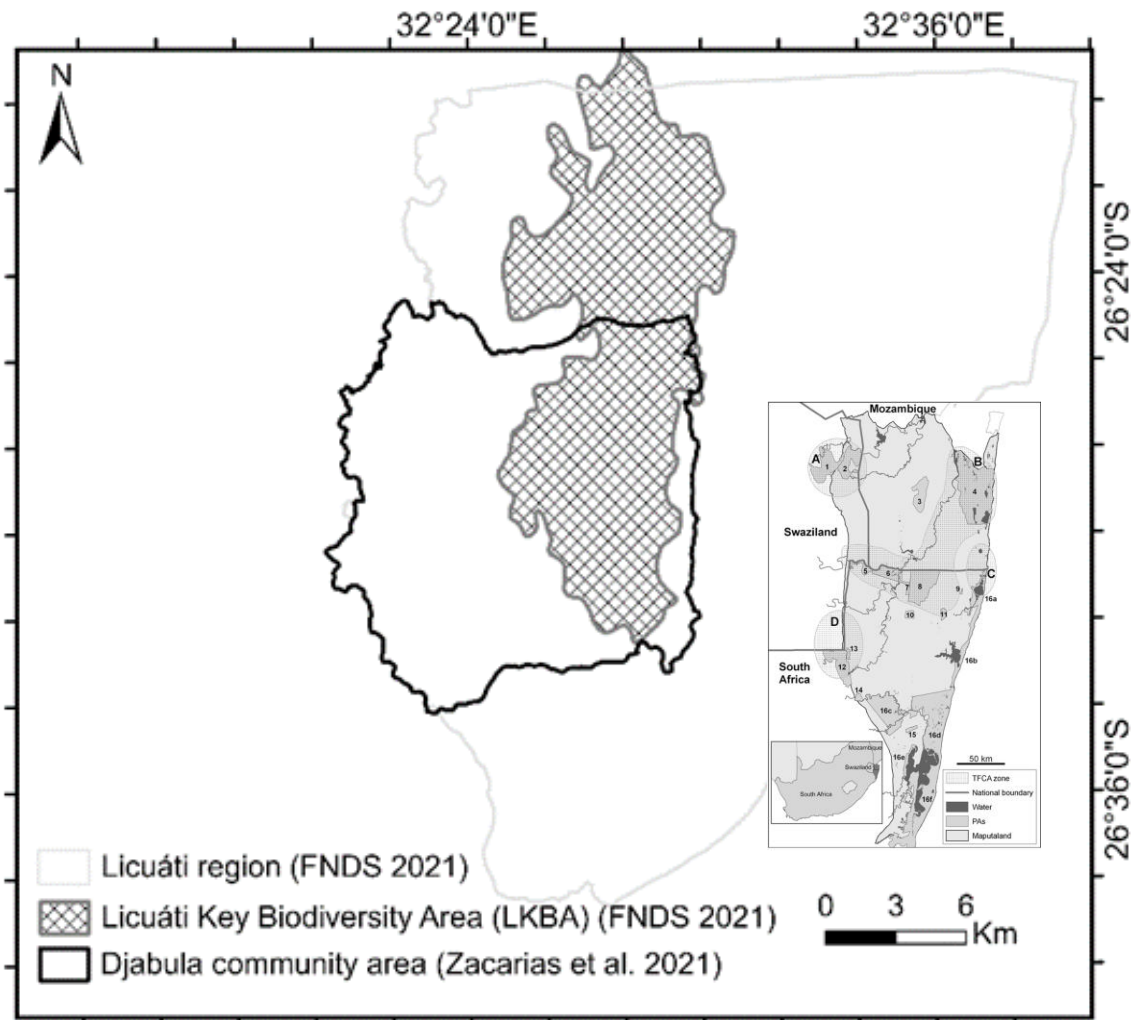 32°24'0"E
32°36'0"E
N
26°24'0"S
26°36'0"S
Mozambique
A
1
2
B
3
4
Swaziland
5
6
7
8
9
C
10
11
16a
D
13
12
16b
South
Africa
14
16c
15
16d
16e
16f
50 km
Mozambique
Swaziland
South Africa
TFCA zone
National boundary
Water
PAs
Maputaland
Licuáti region (FNDS 2021)
Licuáti Key Biodiversity Area (LKBA) (FNDS 2021)
Djabula community area (Zacarias et al. 2021)
0 3 6
Km